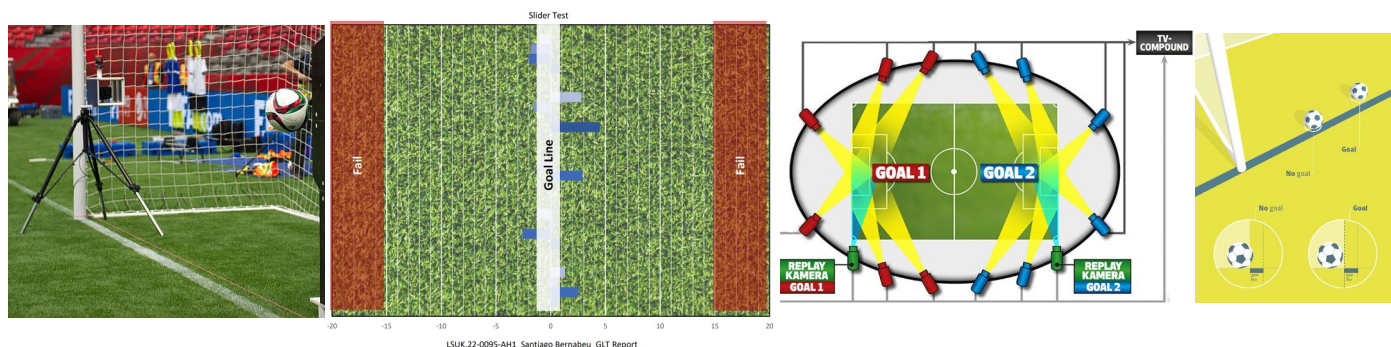 Slider Test
Fail
Goal Line
Fail
-20
-15
-10
-5
0
5
10
15
20
LSUK.22-0095-AH1 Santiago Bernabeu GLT Report
TV-
COMPOUND
GOAL 1
GOAL 2
REPLAY
KAMERA
GOAL 1
REPLAY
KAMERA
GOAL 2
Goal
No goal
No goal
Goal